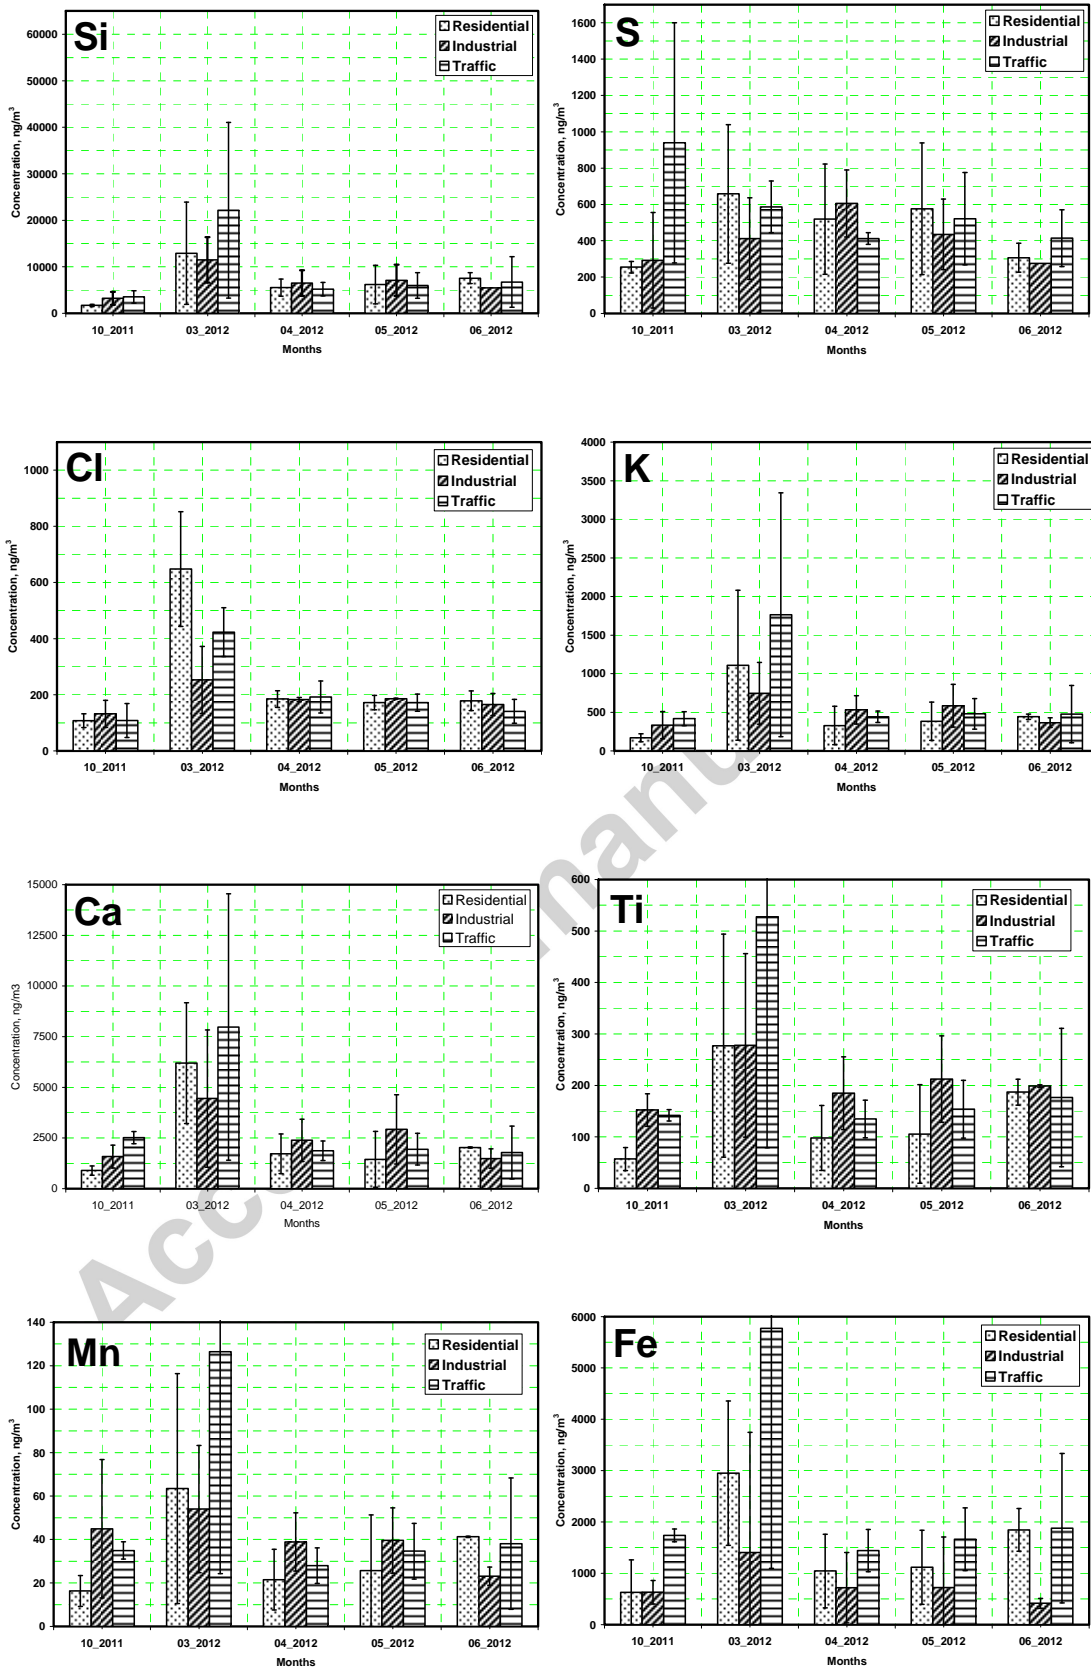 Si
Residential
Industrial
Traffic
Concentration, ng/m³
60000
50000
40000
30000
20000
10000
0
10_2011 03_2012 04_2012 05_2012 06_2012
Months
S
Residential
Industrial
Traffic
Concentration, ng/m³
1600
1400
1200
1000
800
600
400
200
0
10_2011 03_2012 04_2012 05_2012 06_2012
Months
Cl
Residential
Industrial
Traffic
Concentration, ng/m³
1000
800
600
400
200
0
10_2011 03_2012 04_2012 05_2012 06_2012
Months
K
Residential
Industrial
Traffic
Concentration, ng/m³
4000
3500
3000
2500
2000
1500
1000
500
0
10_2011 03_2012 04_2012 05_2012 06_2012
Months
Ca
Residential
Industrial
Traffic
Concentration, ng/m3
15000
12500
10000
7500
5000
2500
0
10_2011 03_2012 04_2012 05_2012 06_2012
Months
Ti
Residential
Industrial
Traffic
Concentration, ng/m³
600
500
400
300
200
100
0
10_2011 03_2012 04_2012 05_2012 06_2012
Months
Mn
Residential
Industrial
Traffic
Concentration, ng/m³
140
120
100
80
60
40
20
0
10_2011 03_2012 04_2012 05_2012 06_2012
Months
Fe
Residential
Industrial
Traffic
Concentration, ng/m³
6000
5000
4000
3000
2000
1000
0
10_2011 03_2012 04_2012 05_2012 06_2012
Months